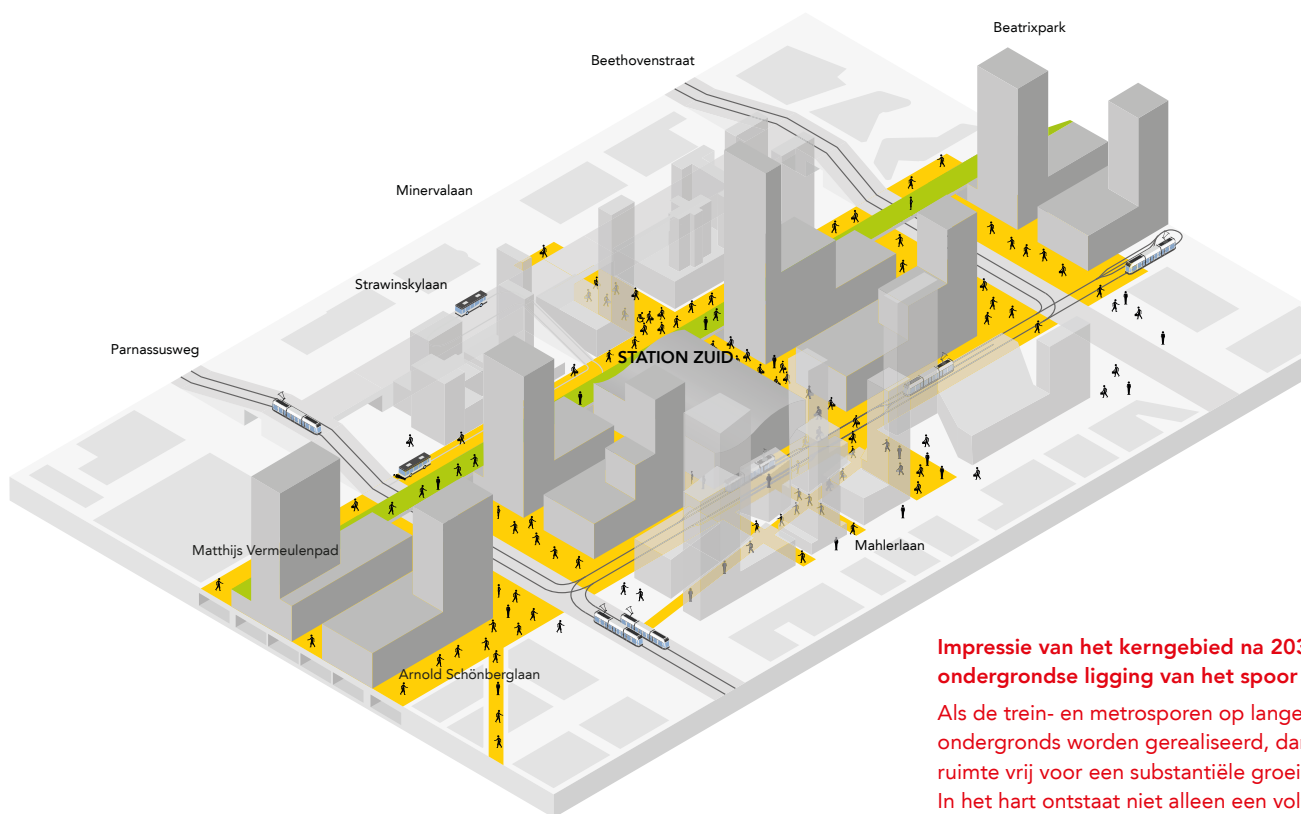 Beatrixpark
Beethovenstraat
Minervalaan
Strawinskylaan
Parnassusweg
STATION ZUID
Matthijs Vermeulenpad
Mahlerlaan
Arnold Schönberglaan
Impressie van het kerngebied na 203
ondergrondse ligging van het spoor
Als de trein- en metrosporen op lange
ondergronds worden gerealiseerd, dan
ruimte vrij voor een substantiële groei
In het hart ontstaat niet alleen een vol